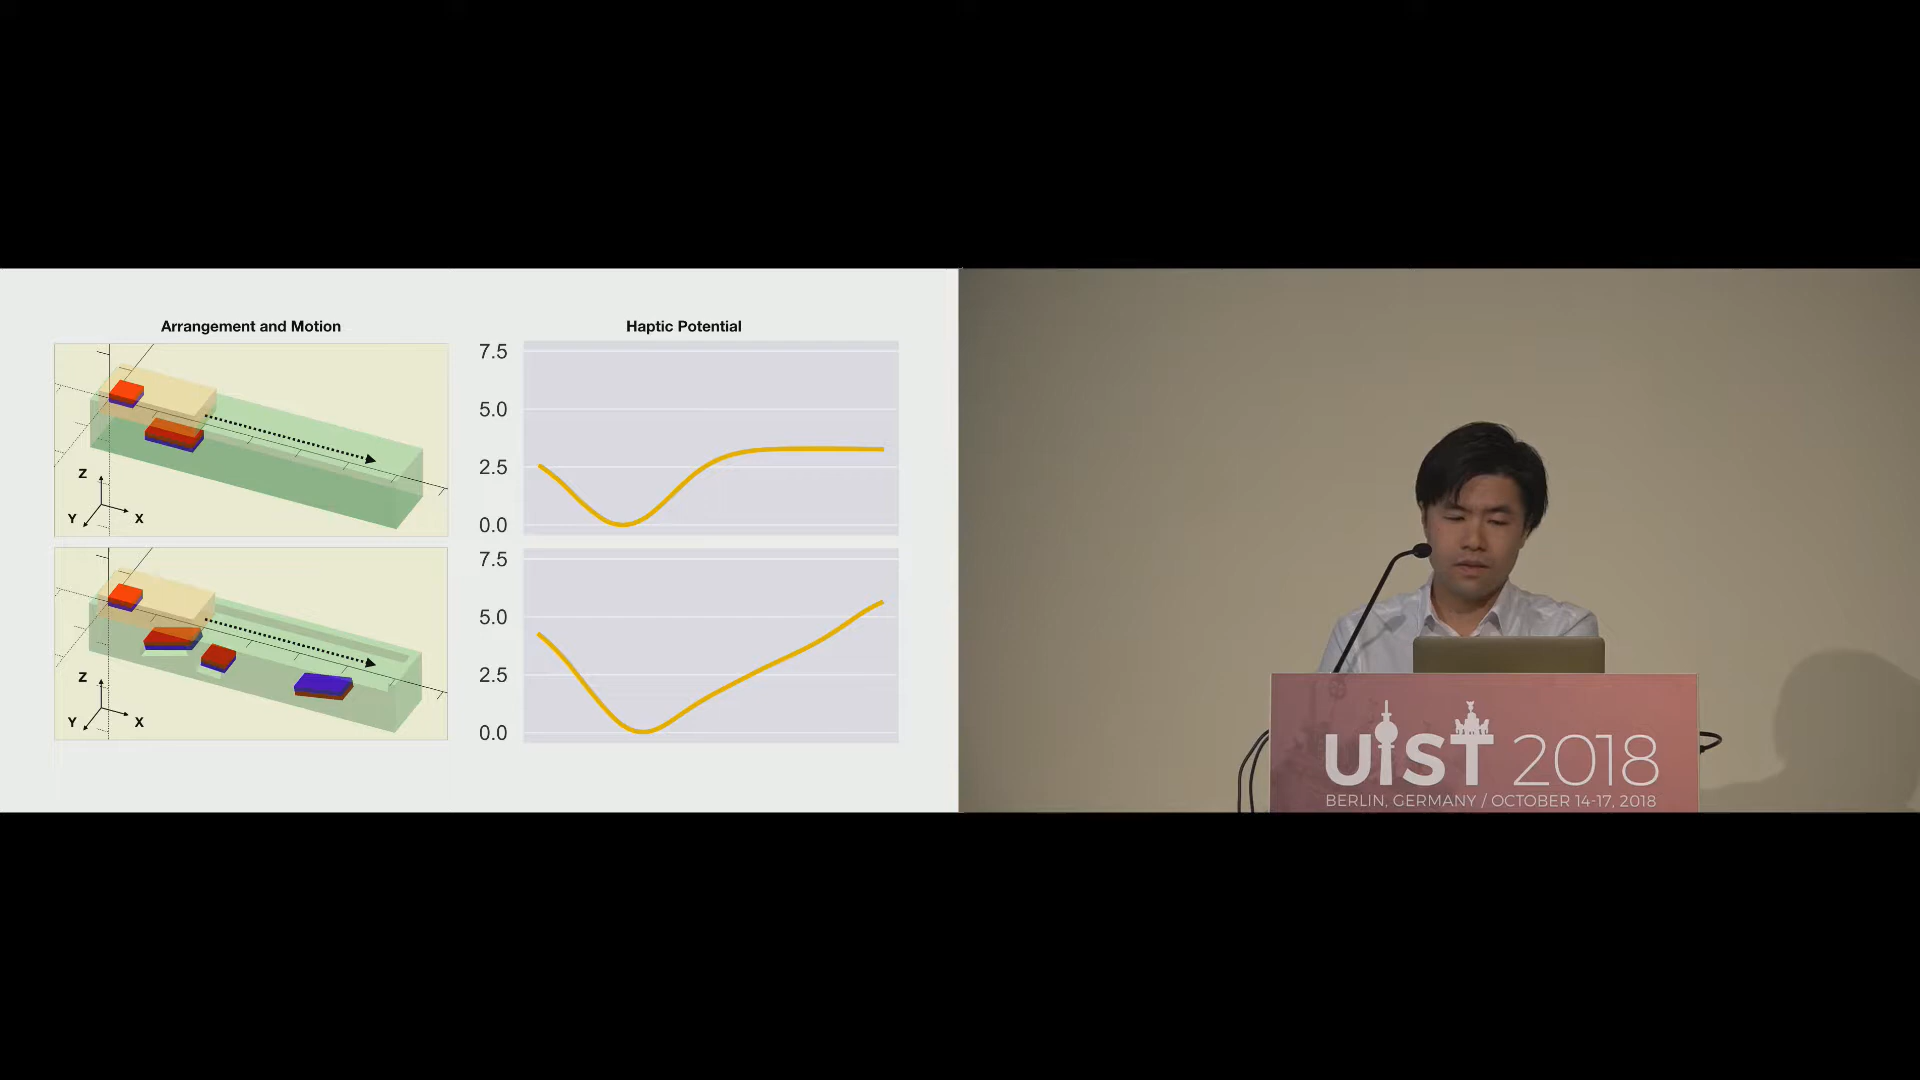 Arrangement and Motion
Haptic Potential
Z
Y
X
7.5
5.0
2.5
0.0
Z
Y
X
7.5
5.0
2.5
0.0
UIST 2018
BERLIN, GERMANY / OCTOBER 14-17, 2018